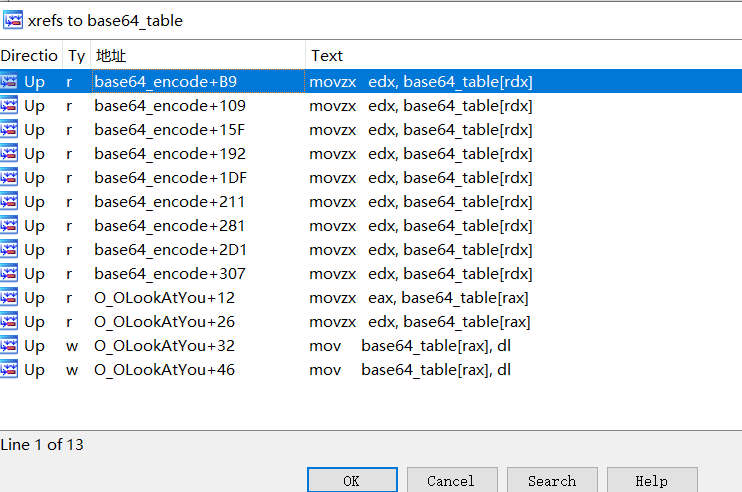 xrefs to base64_table
Directio Ty 地址 Text
Up r base64_encode+B9 movzx edx, base64_table[rdx]
Up r base64_encode+109 movzx edx, base64_table[rdx]
Up r base64_encode+15F movzx edx, base64_table[rdx]
Up r base64_encode+192 movzx edx, base64_table[rdx]
Up r base64_encode+1DF movzx edx, base64_table[rdx]
Up r base64_encode+211 movzx edx, base64_table[rdx]
Up r base64_encode+281 movzx edx, base64_table[rdx]
Up r base64_encode+2D1 movzx edx, base64_table[rdx]
Up r base64_encode+307 movzx edx, base64_table[rdx]
Up r O_OLookAtYou+12 movzx eax, base64_table[rax]
Up r O_OLookAtYou+26 movzx edx, base64_table[rax]
Up w O_OLookAtYou+32 mov base64_table[rax], dl
Up w O_OLookAtYou+46 mov base64_table[rax], dl
Line 1 of 13
OK Cancel Search Help